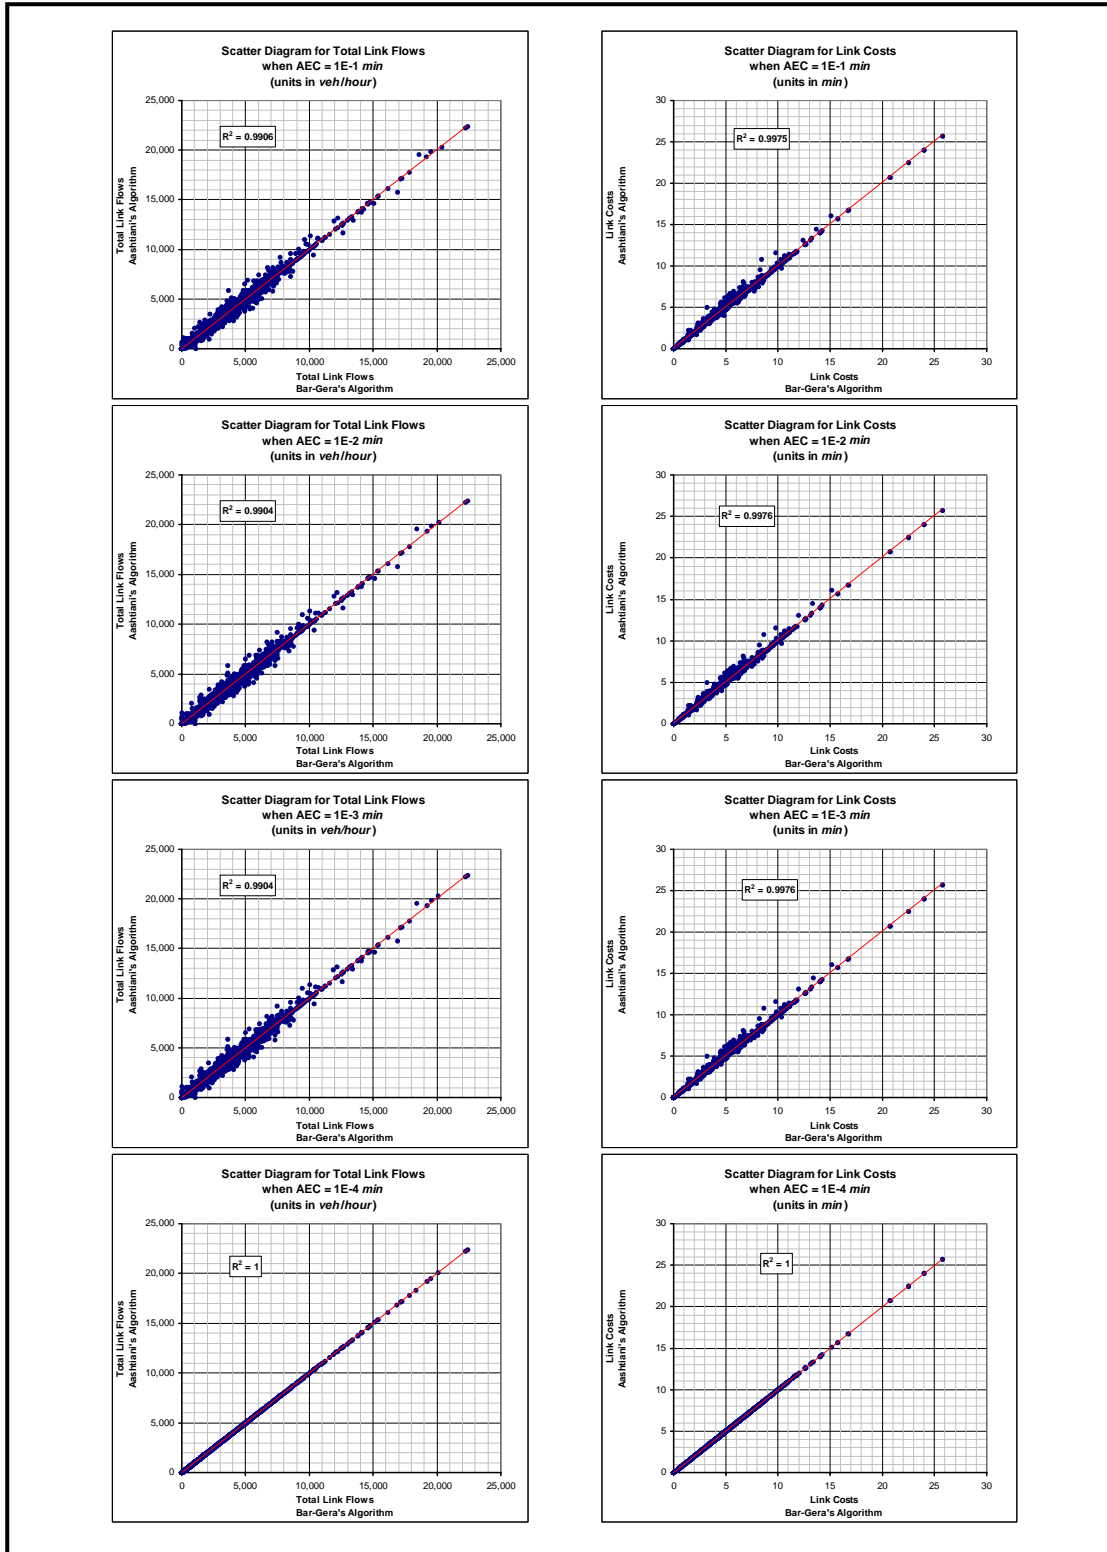 Scatter Diagram for Total Link Flows
when AEC = 1E-1 min
(units in veh/hour)
25,000
20,000
15,000
10,000
5,000
0
Total Link Flows
Aashtiani's Algorithm
R² = 0.9906
0 5,000 10,000 15,000 20,000 25,000
Total Link Flows
Bar-Gera's Algorithm
Scatter Diagram for Link Costs
when AEC = 1E-1 min
(units in min)
30
25
20
15
10
5
0
Link Costs
Aashtiani's Algorithm
R² = 0.9975
0 5 10 15 20 25 30
Link Costs
Bar-Gera's Algorithm
Scatter Diagram for Total Link Flows
when AEC = 1E-2 min
(units in veh/hour)
25,000
20,000
15,000
10,000
5,000
0
Total Link Flows
Aashtiani's Algorithm
R² = 0.9904
0 5,000 10,000 15,000 20,000 25,000
Total Link Flows
Bar-Gera's Algorithm
Scatter Diagram for Link Costs
when AEC = 1E-2 min
(units in min)
30
25
20
15
10
5
0
Link Costs
Aashtiani's Algorithm
R² = 0.9976
0 5 10 15 20 25 30
Link Costs
Bar-Gera's Algorithm
Scatter Diagram for Total Link Flows
when AEC = 1E-3 min
(units in veh/hour)
25,000
20,000
15,000
10,000
5,000
0
Total Link Flows
Aashtiani's Algorithm
R² = 0.9904
0 5,000 10,000 15,000 20,000 25,000
Total Link Flows
Bar-Gera's Algorithm
Scatter Diagram for Link Costs
when AEC = 1E-3 min
(units in min)
30
25
20
15
10
5
0
Link Costs
Aashtiani's Algorithm
R² = 0.9976
0 5 10 15 20 25 30
Link Costs
Bar-Gera's Algorithm
Scatter Diagram for Total Link Flows
when AEC = 1E-4 min
(units in veh/hour)
25,000
20,000
15,000
10,000
5,000
0
Total Link Flows
Aashtiani's Algorithm
R² = 1
0 5,000 10,000 15,000 20,000 25,000
Total Link Flows
Bar-Gera's Algorithm
Scatter Diagram for Link Costs
when AEC = 1E-4 min
(units in min)
30
25
20
15
10
5
0
Link Costs
Aashtiani's Algorithm
R² = 1
0 5 10 15 20 25 30
Link Costs
Bar-Gera's Algorithm